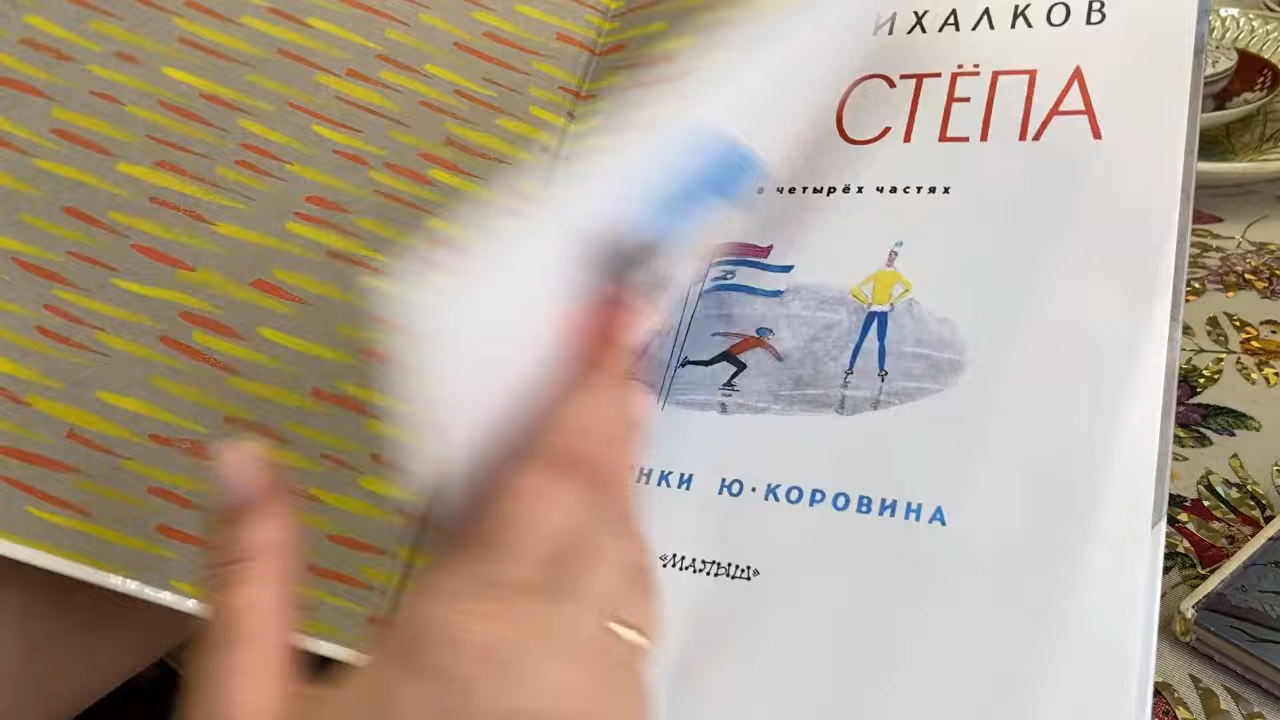 ИХАЛКОВ
СТЁПА
в четырёх частях
НКИ Ю·КОРОВИНА
«МАЛЫШ»